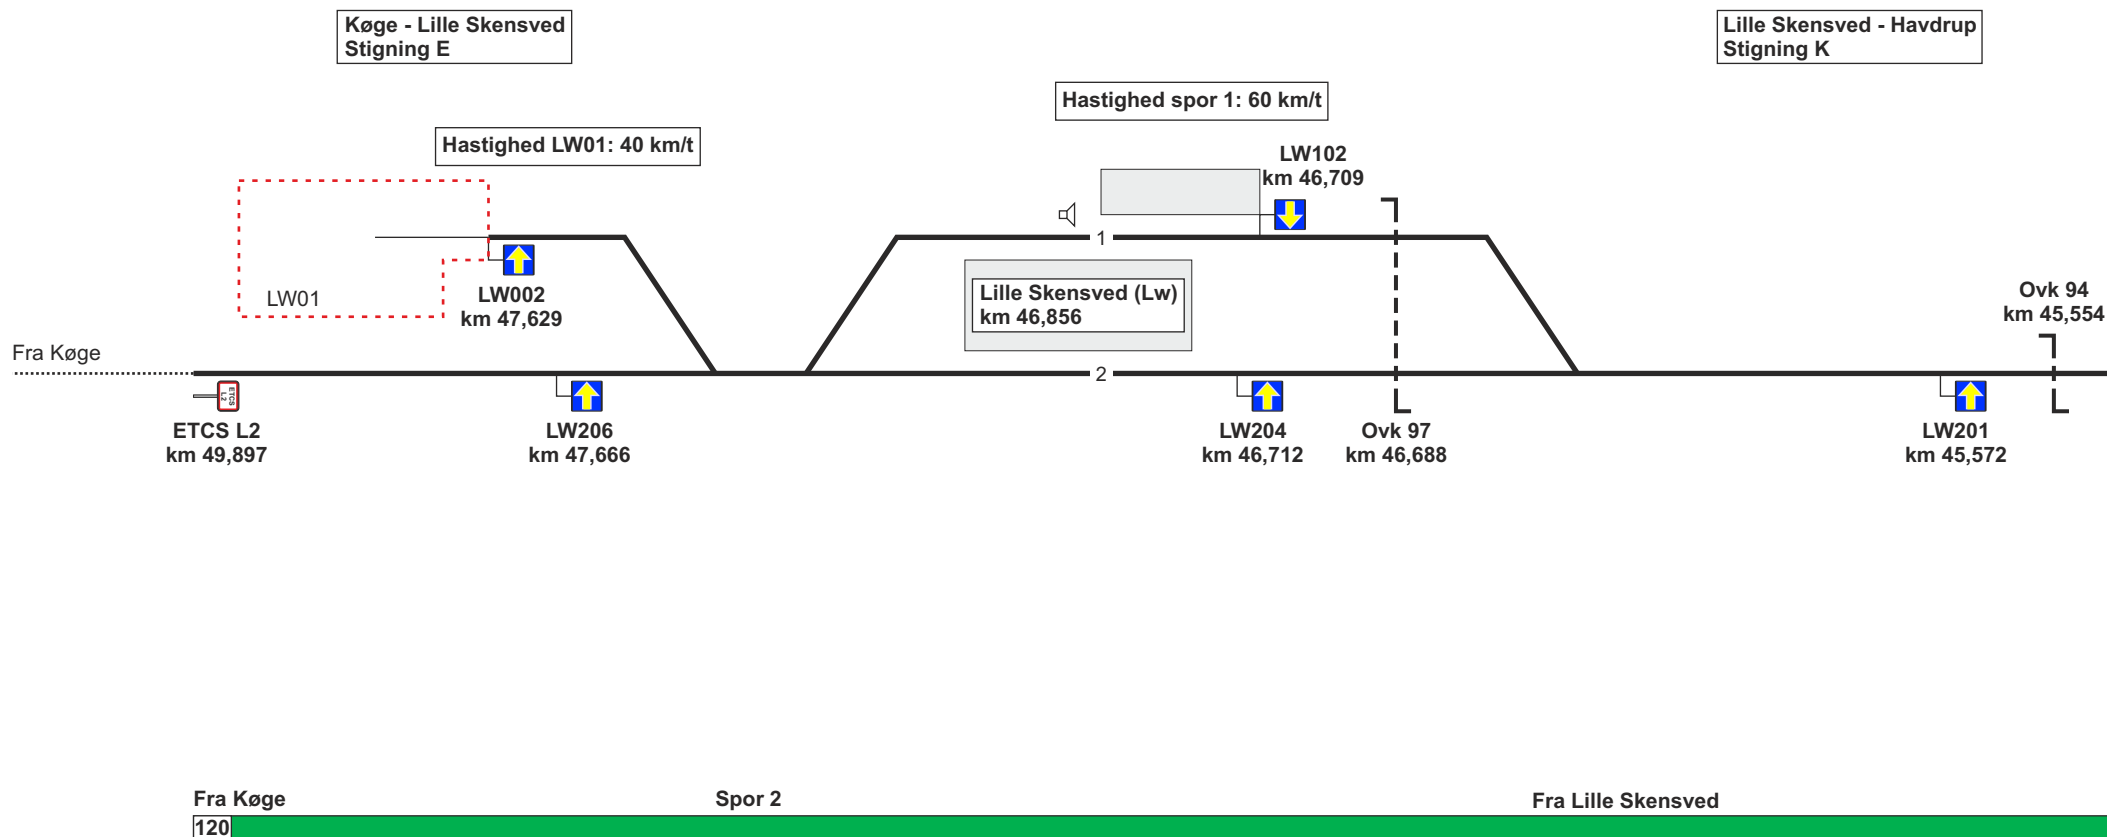 Køge - Lille Skensved
Stigning E
Lille Skensved - Havdrup
Stigning K
Hastighed spor 1: 60 km/t
Hastighed LW01: 40 km/t
LW102
km 46,709
1
LW01
LW002
km 47,629
Lille Skensved (Lw)
km 46,856
Ovk 94
km 45,554
Fra Køge
2
ETCS
L2
ETCS L2
km 49,897
LW206
km 47,666
LW204
km 46,712
Ovk 97
km 46,688
LW201
km 45,572
Fra Køge
Spor 2
Fra Lille Skensved
120